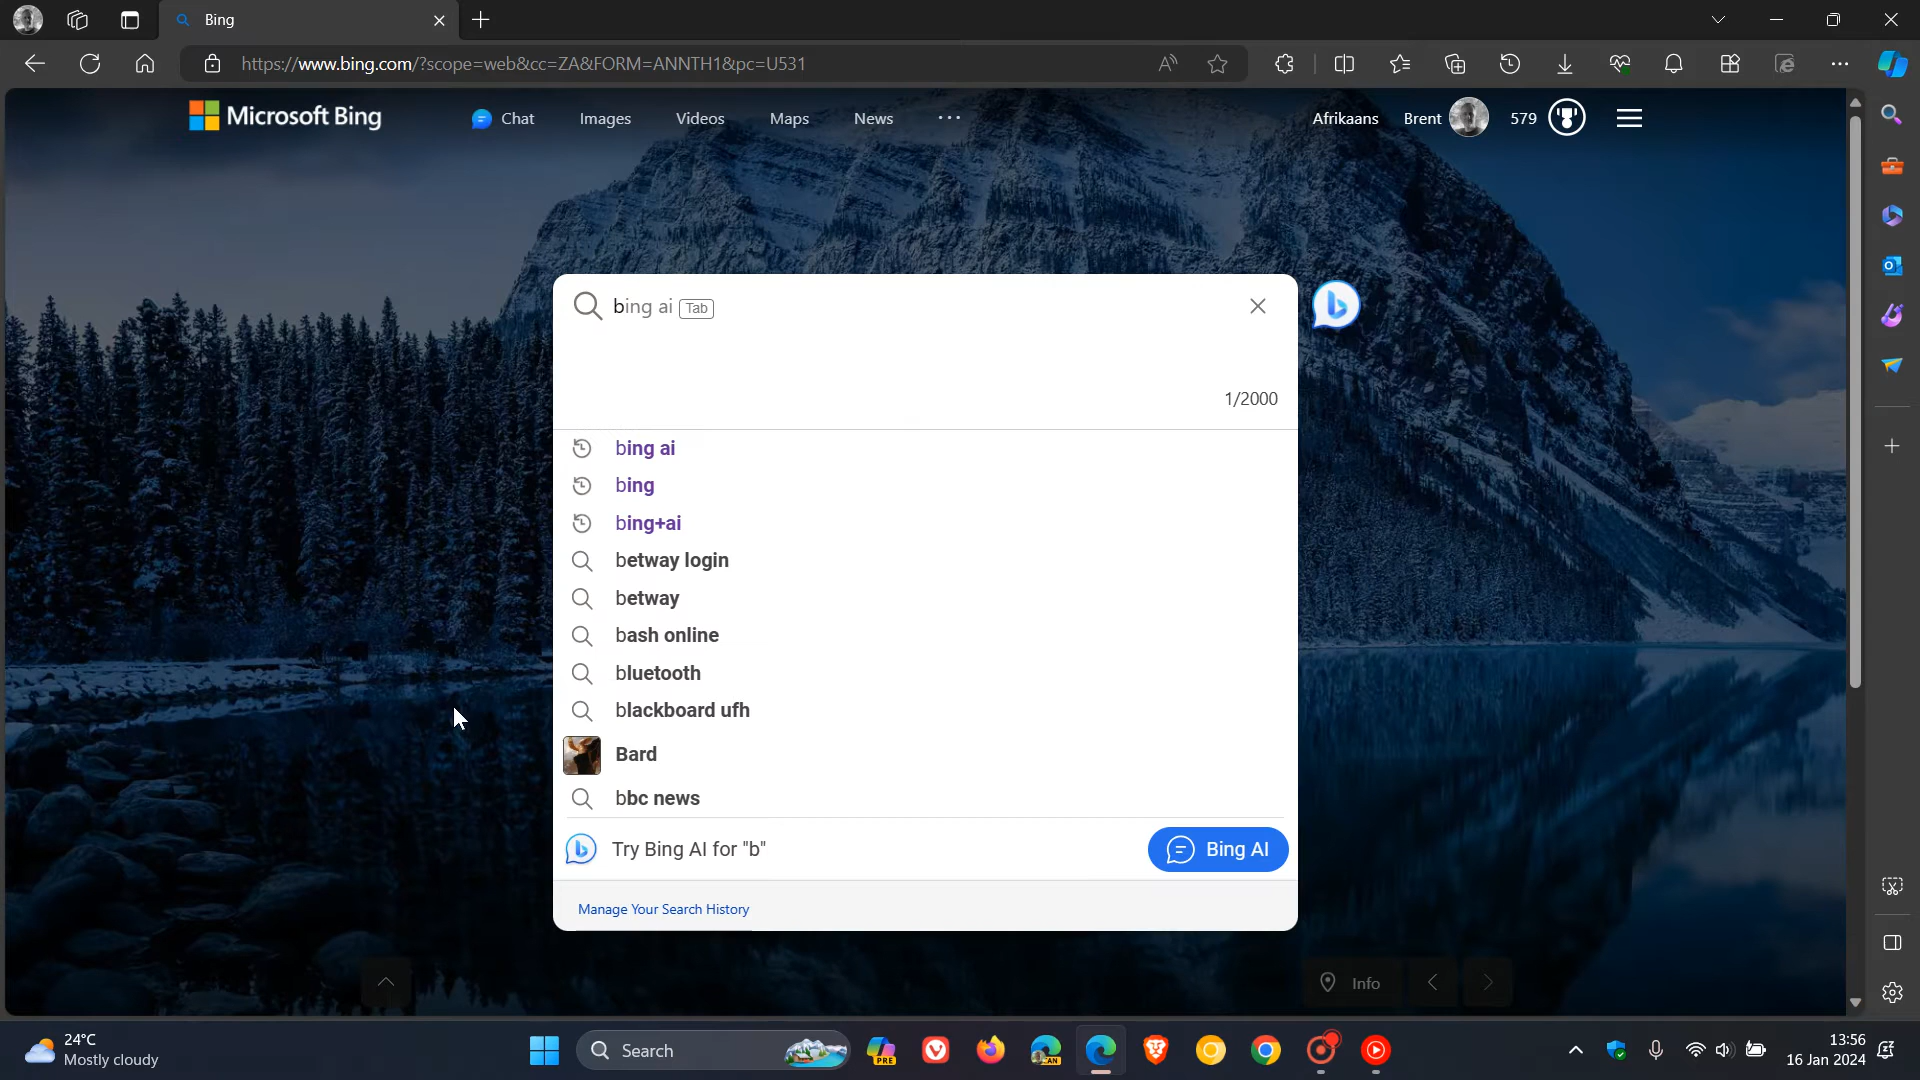 Bing
https://www.bing.com/?scope=web&cc=ZA&FORM=ANNTH1&pc=U531
Microsoft Bing
Chat
Images
Videos
Maps
News
Afrikaans
Brent
579
bing ai Tab
1/2000
bing ai
bing
bing+ai
betway login
betway
bash online
bluetooth
blackboard ufh
Bard
bbc news
Try Bing AI for "b"
Bing AI
Manage Your Search History
Info
24°C
Mostly cloudy
Search
PRE
CAN
13:56
16 Jan 2024